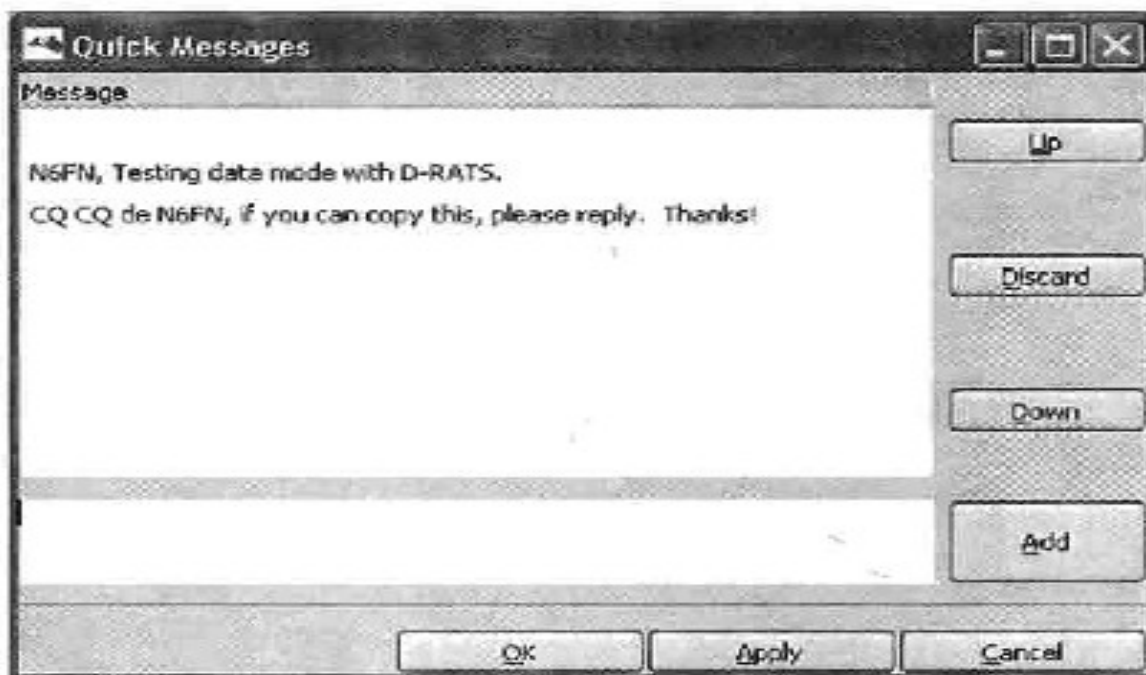 Quick Messages
Message
Up
N6FN, Testing data mode with D-RATS.
CQ CQ de N6FN, if you can copy this, please reply. Thanks!
Discard
Down
Add
OK
Apply
Cancel